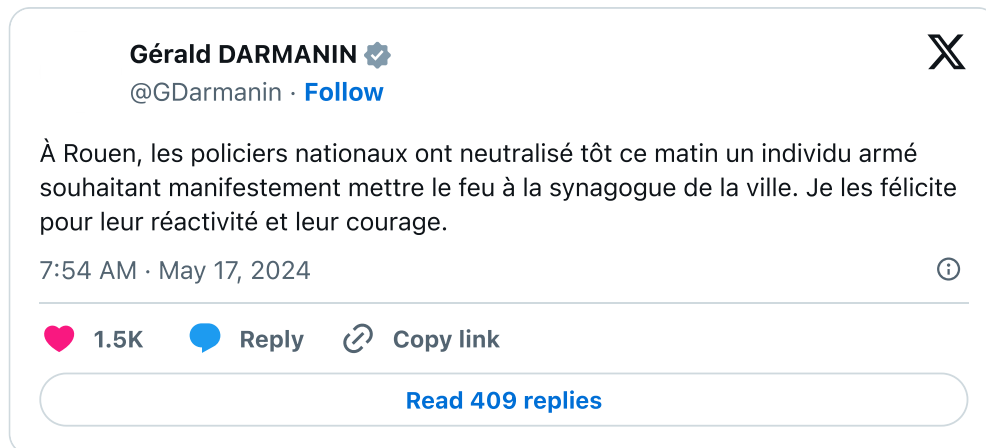 Gérald DARMANIN
@GDarmanin · Follow
À Rouen, les policiers nationaux ont neutralisé tôt ce matin un individu armé
souhaitant manifestement mettre le feu à la synagogue de la ville. Je les félicite
pour leur réactivité et leur courage.
7:54 AM · May 17, 2024
1.5K Reply Copy link
Read 409 replies